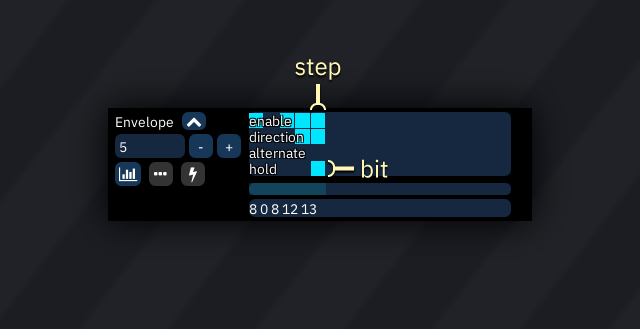 step
Envelope
5
-
+
enable
direction
alternate
hold
bit
8 0 8 12 13